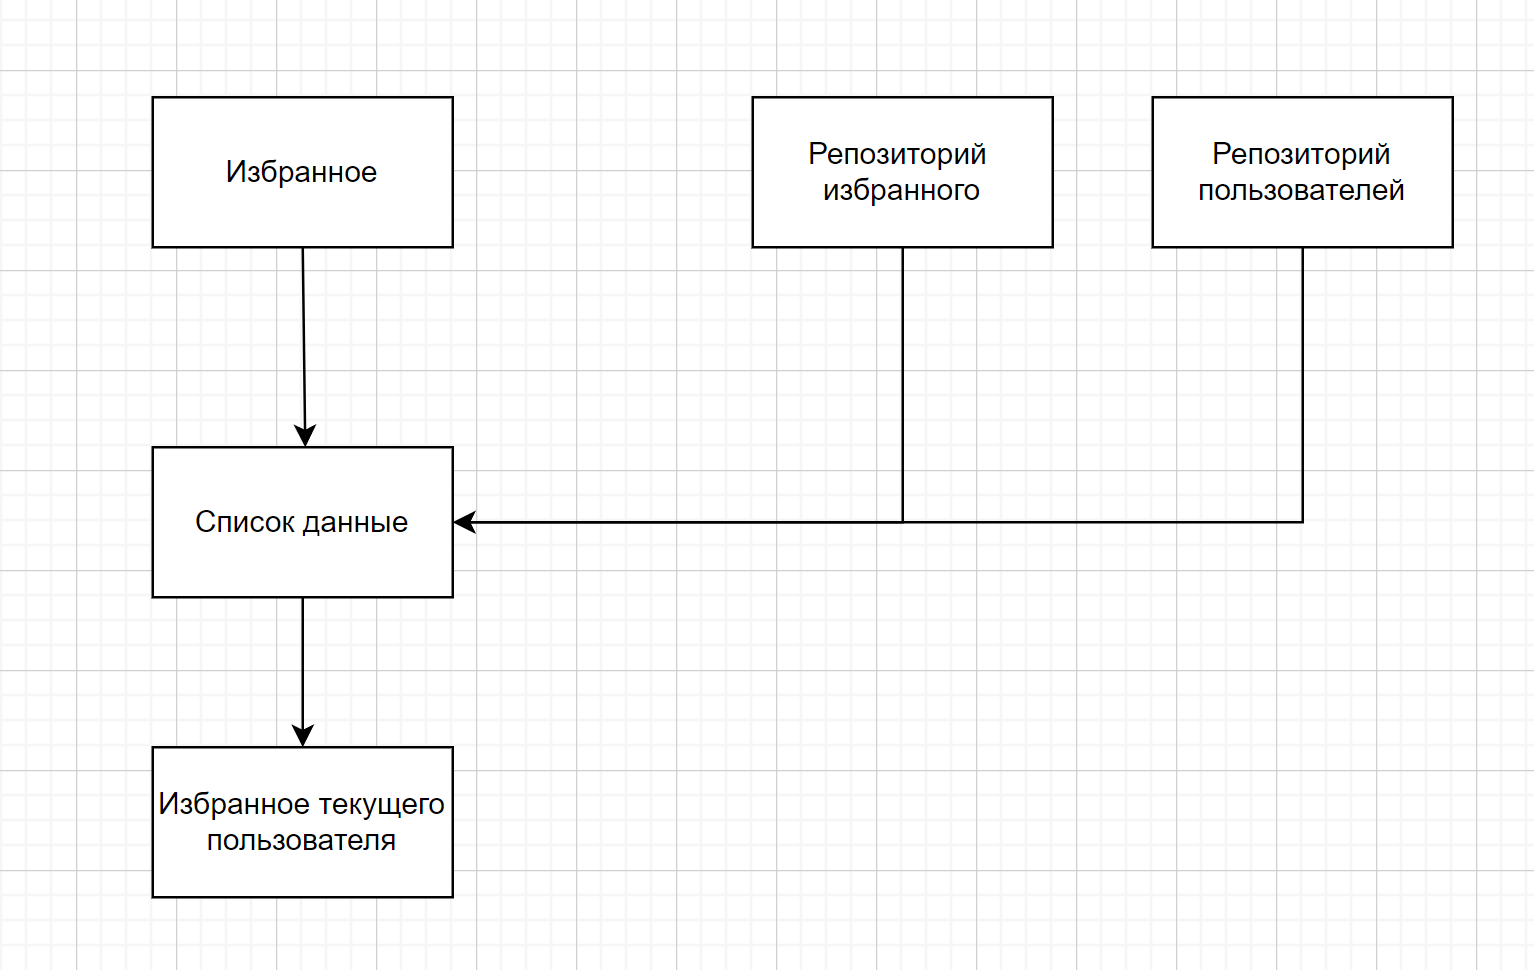 Избранное
Репозиторий
избранного
Репозиторий
пользователей
Список данные
Избранное текущего
пользователя